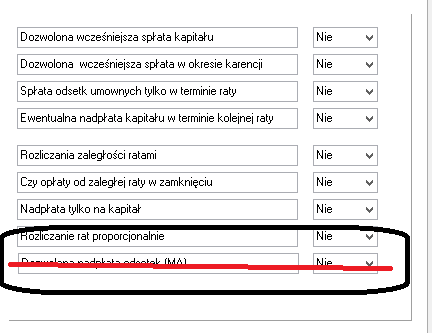 Dozwolona wcześniejsza spłata kapitału Nie
Dozwolona wcześniejsza spłata w okresie karencji Nie
Spłata odsetk umownych tylko w terminie raty Nie
Ewentualna nadpłata kapitału w terminie kolejnej raty Nie
Rozliczania zaległości ratami Nie
Czy opłaty od zaległej raty w zamknięciu Nie
Nadpłata tylko na kapitał Nie
Rozliczanie rat proporcjonalnie Nie
Dozwolona nadpłata odsetek (MA) Nie